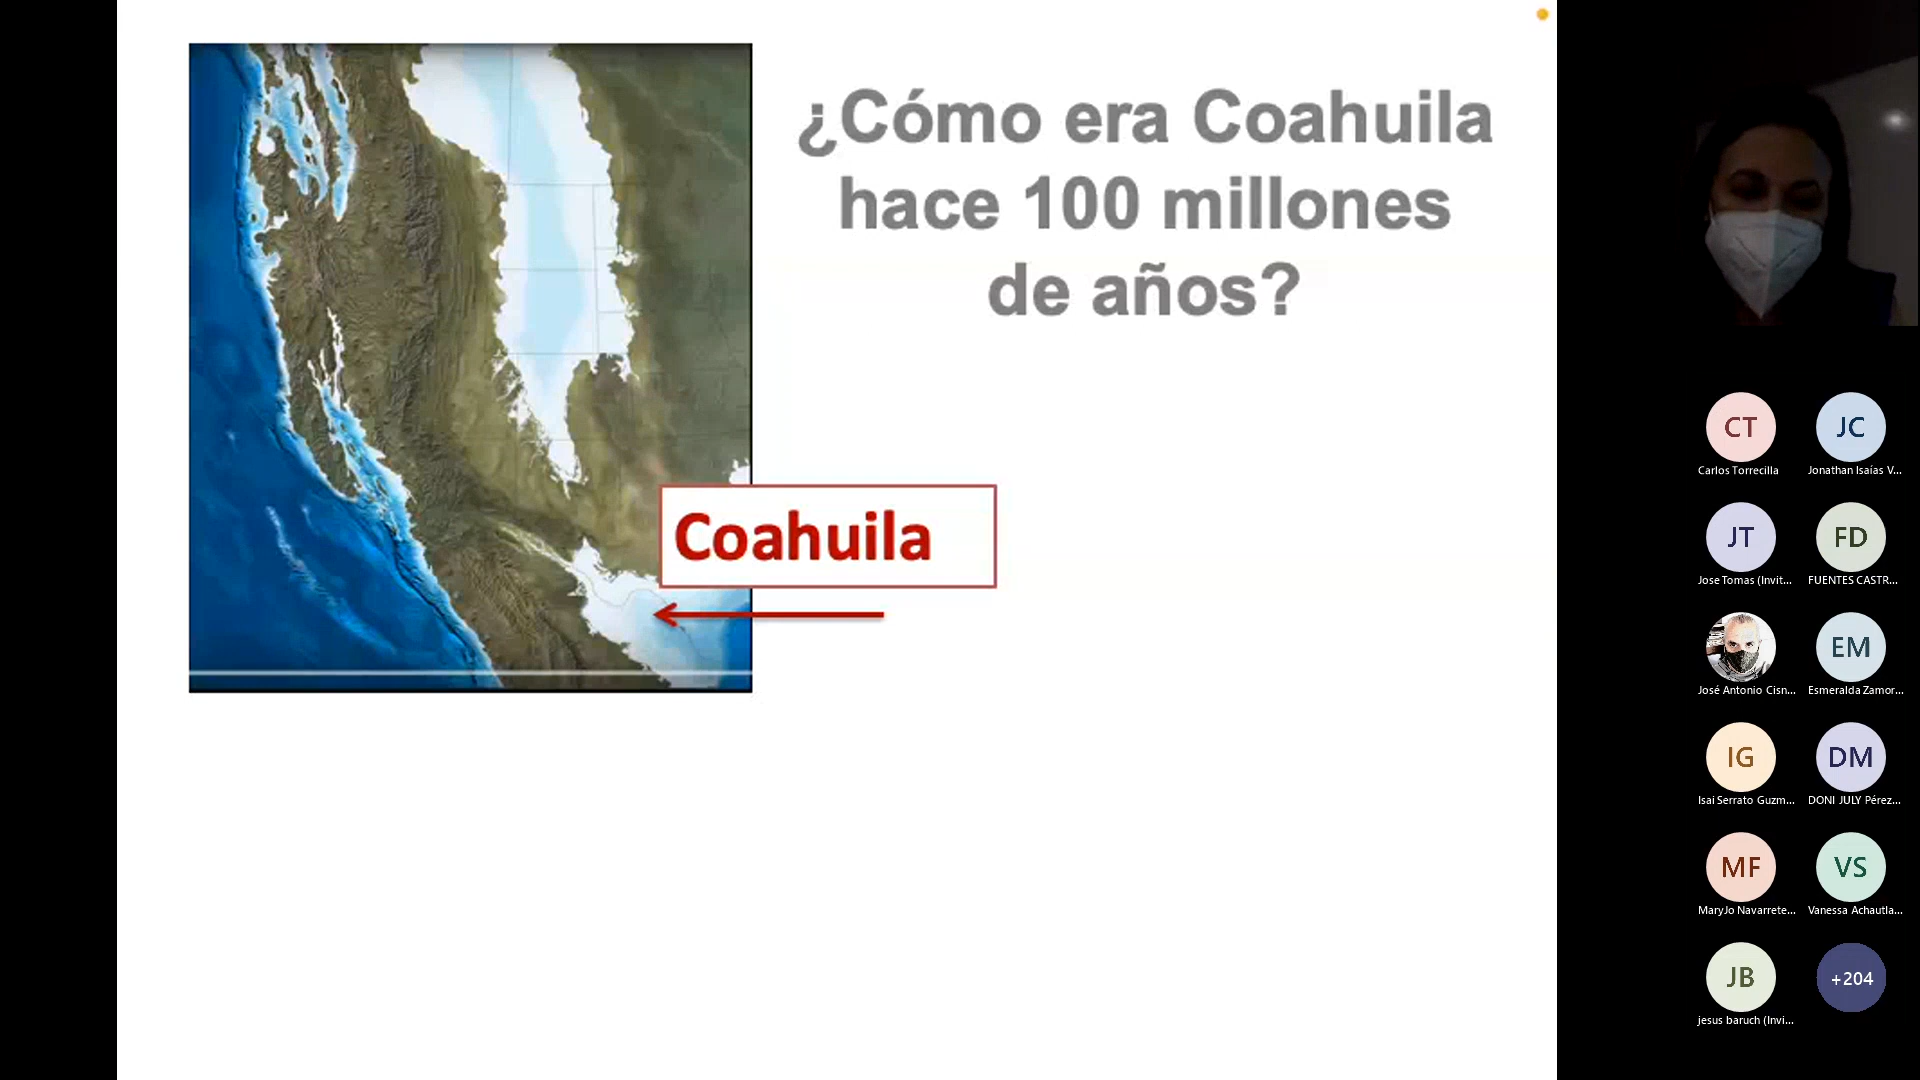 ¿Cómo era Coahuila
hace 100 millones
de años?
Coahuila
CT
JC
Carlos Torrecilla
Jonathan Isaías V...
JT
FD
Jose Tomas (Invit...
FUENTES CASTR...
EM
José Antonio Cisn...
Esmeralda Zamor...
IG
DM
Isai Serrato Guzm...
DONI JULY Pérez...
MF
VS
MaryJo Navarrete...
Vanessa Achautla...
JB
+204
jesus baruch (Invi...